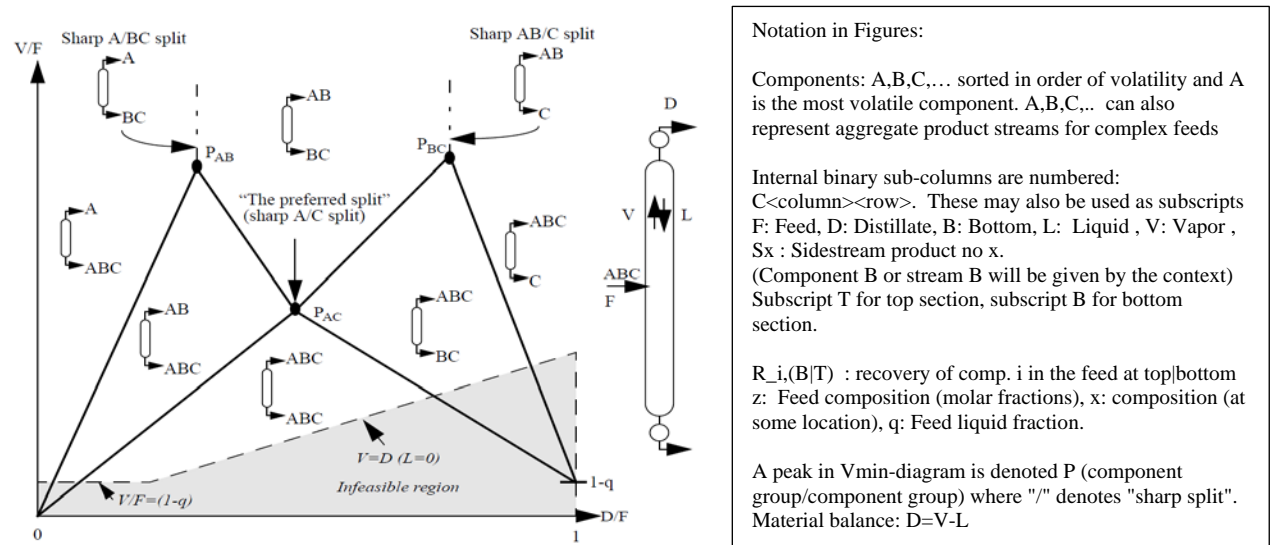 Sharp A/BC split
Sharp AB/C split
V/F
A
BC
AB
BC
AB
C
P_AB
P_BC
"The preferred split"
(sharp A/C split)
A
ABC
ABC
C
AB
ABC
P_AC
ABC
ABC
ABC
BC
V=D (L=0)
Infeasible region
V/F=(1-q)
1-q
D/F
0
1
D
V
L
ABC
F
Notation in Figures:
Components: A,B,C,… sorted in order of volatility and A
is the most volatile component. A,B,C,.. can also
represent aggregate product streams for complex feeds
Internal binary sub-columns are numbered:
C<column><row>. These may also be used as subscripts
F: Feed, D: Distillate, B: Bottom, L: Liquid , V: Vapor ,
Sx : Sidestream product no x.
(Component B or stream B will be given by the context)
Subscript T for top section, subscript B for bottom
section.
R_i,(B|T) : recovery of comp. i in the feed at top|bottom
z: Feed composition (molar fractions), x: composition (at
some location), q: Feed liquid fraction.
A peak in Vmin-diagram is denoted P (component
group/component group) where "/" denotes "sharp split".
Material balance: D=V-L